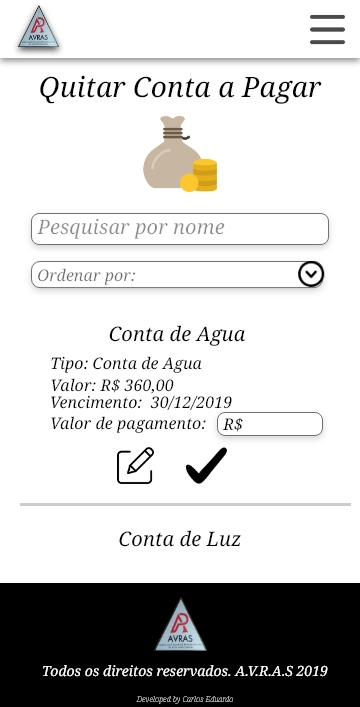 AVRAS
Quitar Conta a Pagar
Pesquisar por nome
Ordenar por:
Conta de Agua
Tipo: Conta de Agua
Valor: R$ 360,00
Vencimento: 30/12/2019
Valor de pagamento: R$
Conta de Luz
AVRAS
Todos os direitos reservados. A.V.R.A.S 2019
Developed by Carlos Eduardo